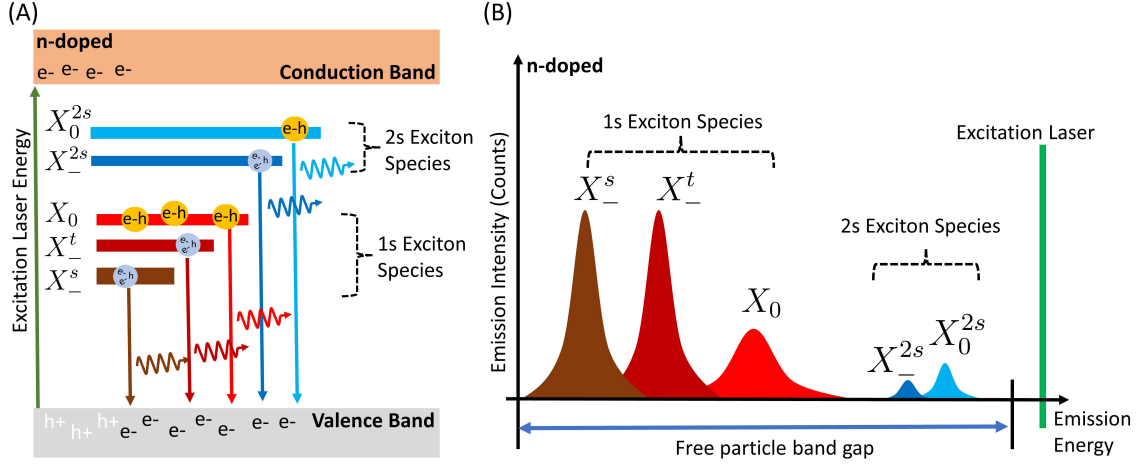 (A)
n-doped
e- e- e- e-
Conduction Band
Excitation Laser Energy
X_0^{2s}
e-h
X_-^{2s}
e-
e- h
2s Exciton
Species
X_0
e-h e-h e-h
X_-^t
e-
e- h
X_-^s
e-
e- h
1s Exciton
Species
h+ h+ h+ e- e- e- e- e- e- e-
Valence Band
(B)
n-doped
Emission Intensity (Counts)
1s Exciton Species
X_-^s
X_-^t
X_0
2s Exciton Species
X_-^{2s}
X_0^{2s}
Excitation Laser
Emission
Energy
Free particle band gap